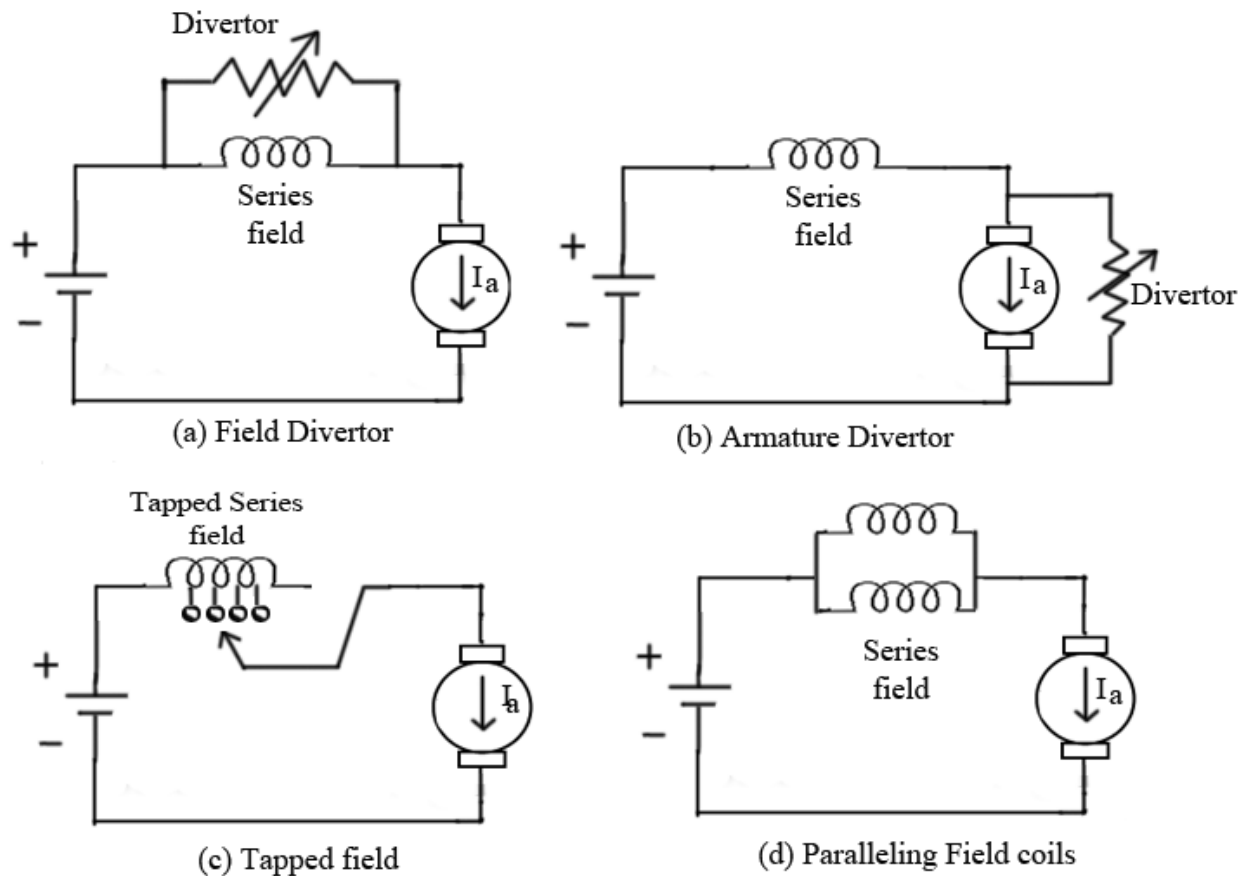 Divertor
Series
field
+
−
Ia
(a) Field Divertor
Series
field
+
−
Ia
Divertor
(b) Armature Divertor
Tapped Series
field
+
−
Ia
(c) Tapped field
Series
field
+
−
Ia
(d) Paralleling Field coils